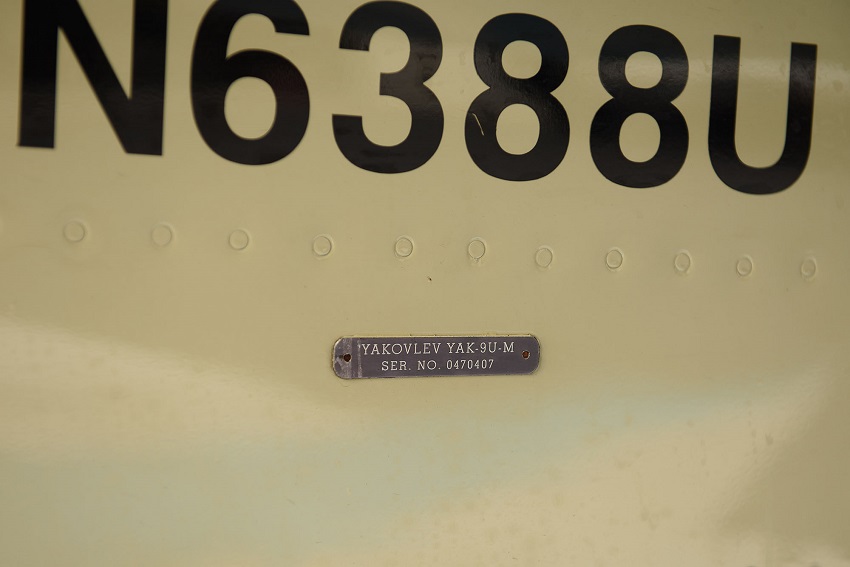 N6388U
YAKOVLEV YAK-9U-M
SER. NO. 0470407